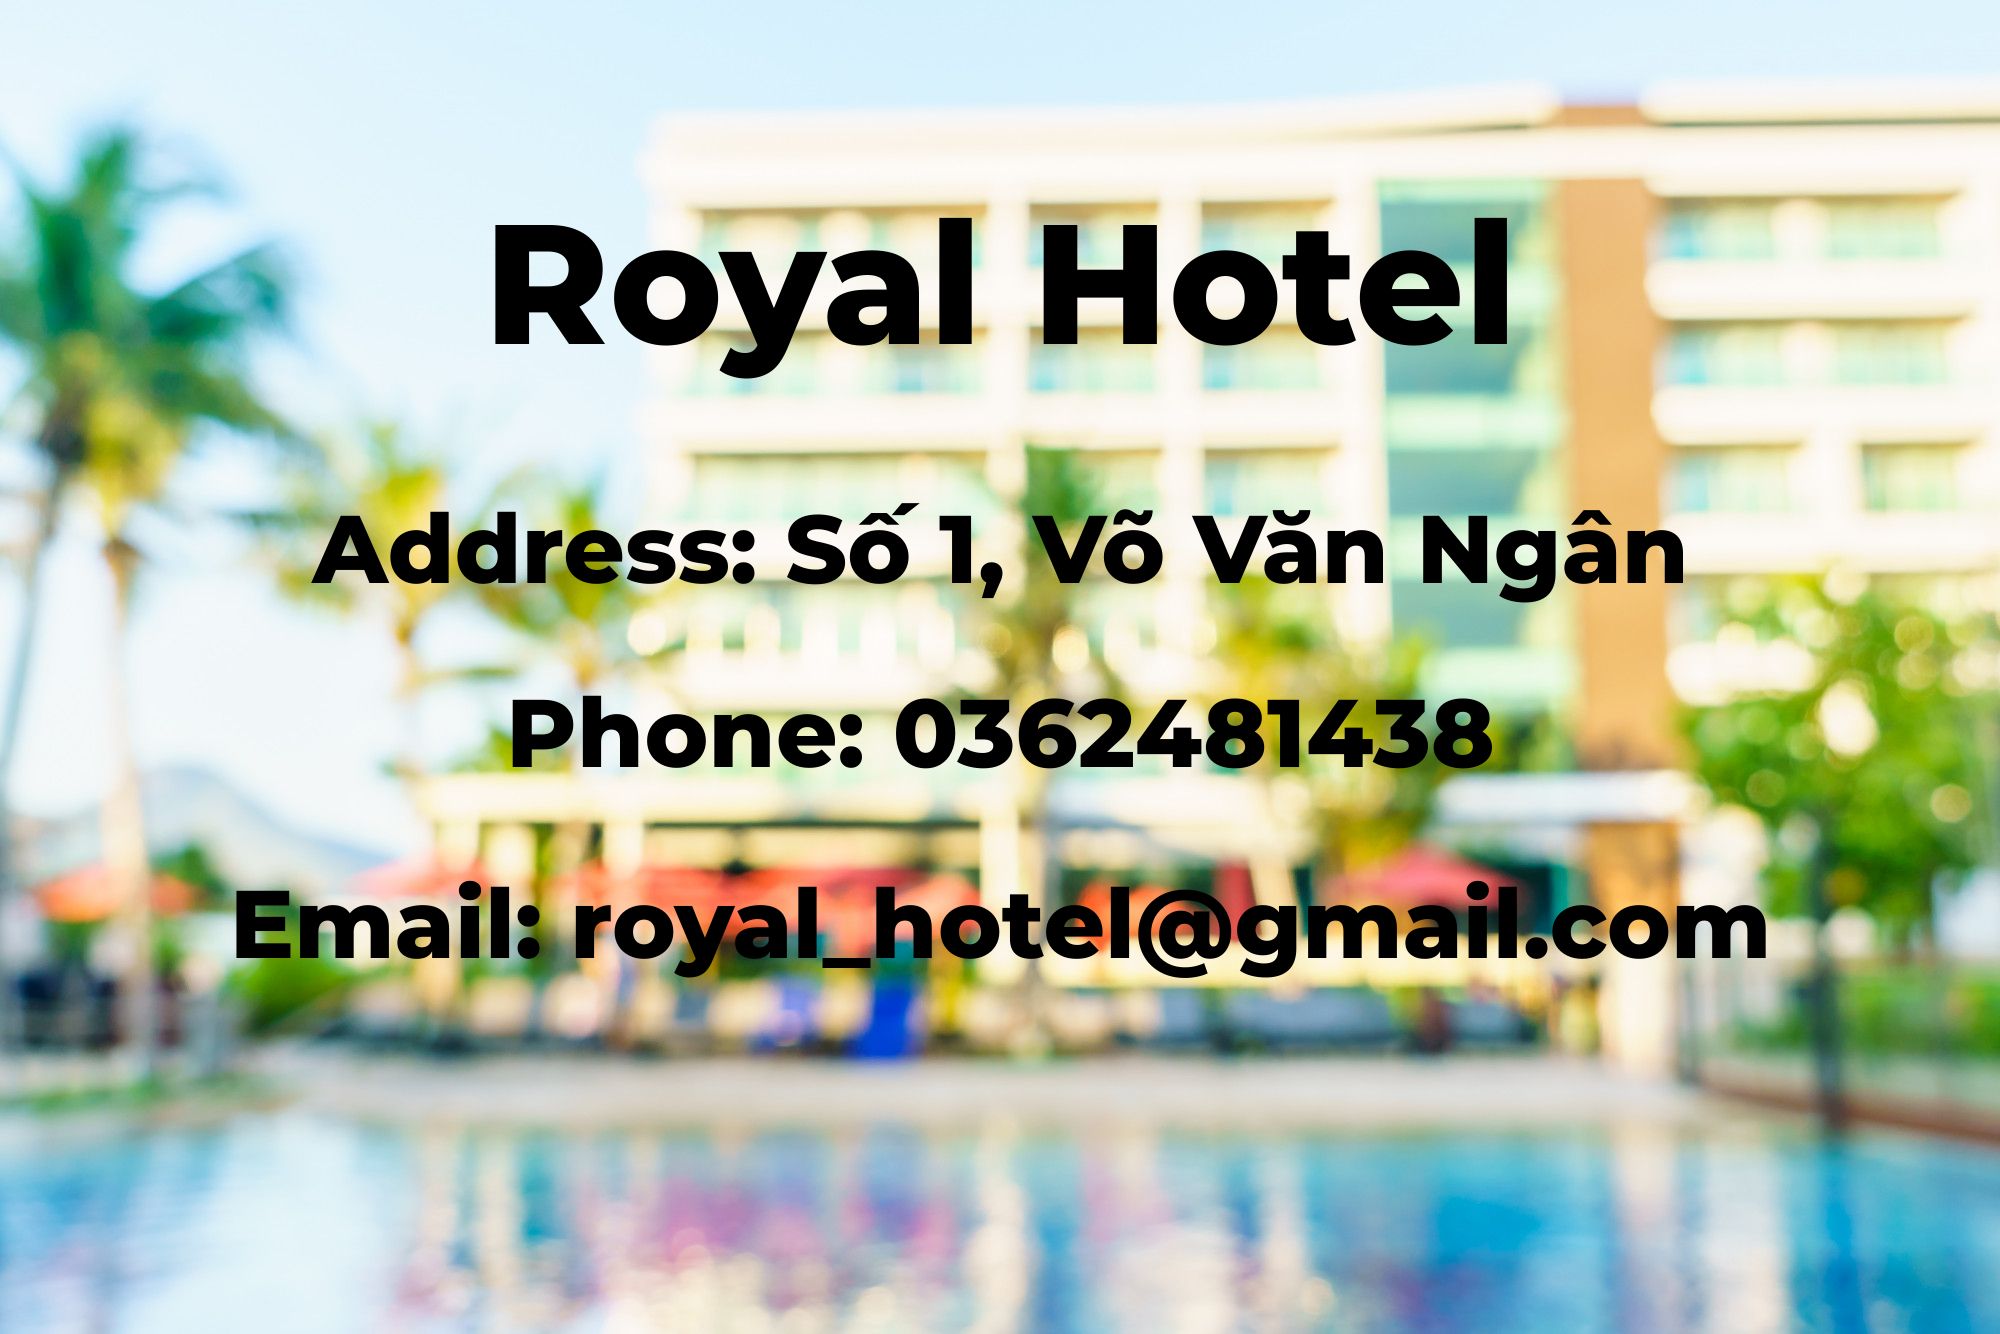 Royal Hotel
Address: Số 1, Võ Văn Ngân
Phone: 0362481438
Email: royal_hotel@gmail.com